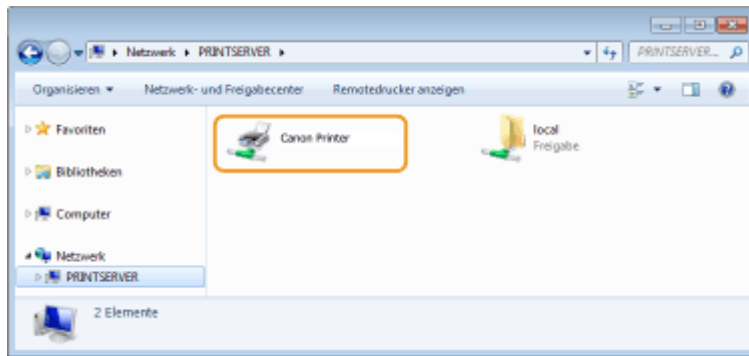 Netzwerk PRINTSERVER
PRINTSERVER...
Organisieren Netzwerk- und Freigabecenter Remotedrucker anzeigen
Favoriten
Bibliotheken
Computer
Netzwerk
PRINTSERVER
Canon Printer
local
Freigabe
2 Elemente